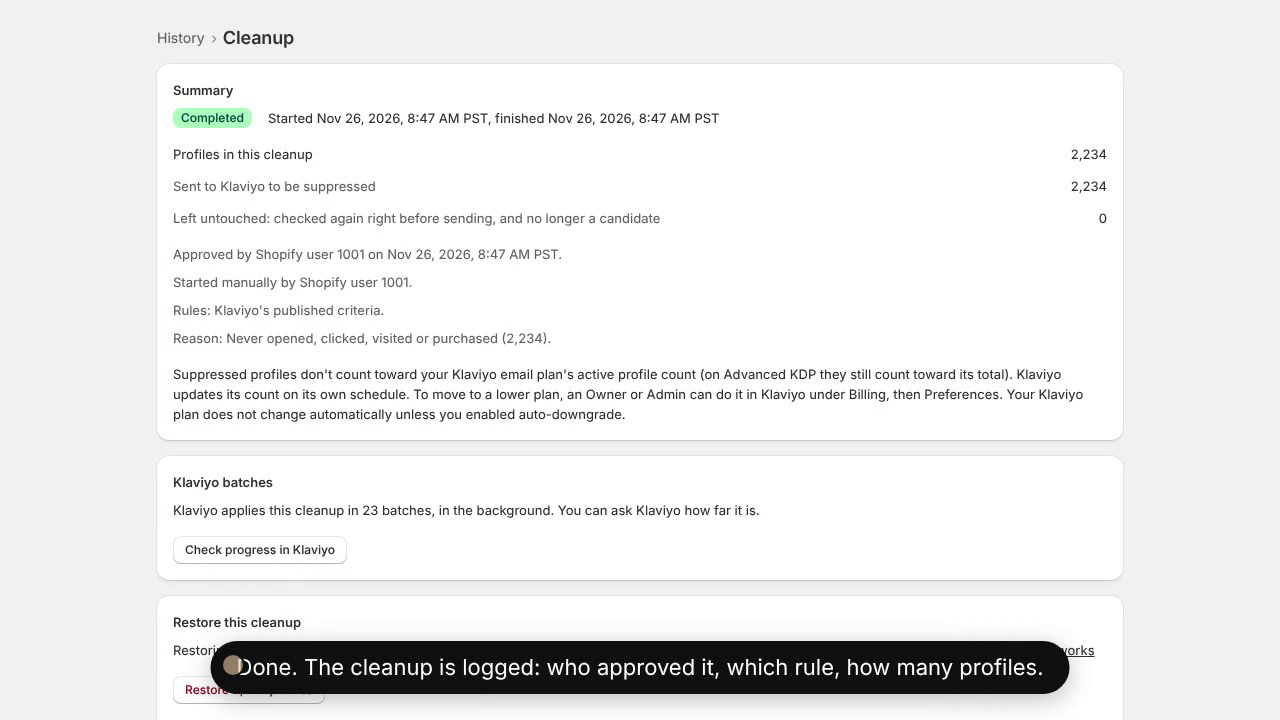 History > Cleanup
Summary
Completed Started Nov 26, 2026, 8:47 AM PST, finished Nov 26, 2026, 8:47 AM PST
Profiles in this cleanup 2,234
Sent to Klaviyo to be suppressed 2,234
Left untouched: checked again right before sending, and no longer a candidate 0
Approved by Shopify user 1001 on Nov 26, 2026, 8:47 AM PST.
Started manually by Shopify user 1001.
Rules: Klaviyo's published criteria.
Reason: Never opened, clicked, visited or purchased (2,234).
Suppressed profiles don't count toward your Klaviyo email plan's active profile count (on Advanced KDP they still count toward its total). Klaviyo
updates its count on its own schedule. To move to a lower plan, an Owner or Admin can do it in Klaviyo under Billing, then Preferences. Your Klaviyo
plan does not change automatically unless you enabled auto-downgrade.
Klaviyo batches
Klaviyo applies this cleanup in 23 batches, in the background. You can ask Klaviyo how far it is.
Check progress in Klaviyo
Restore this cleanup
Done. The cleanup is logged: who approved it, which rule, how many profiles.